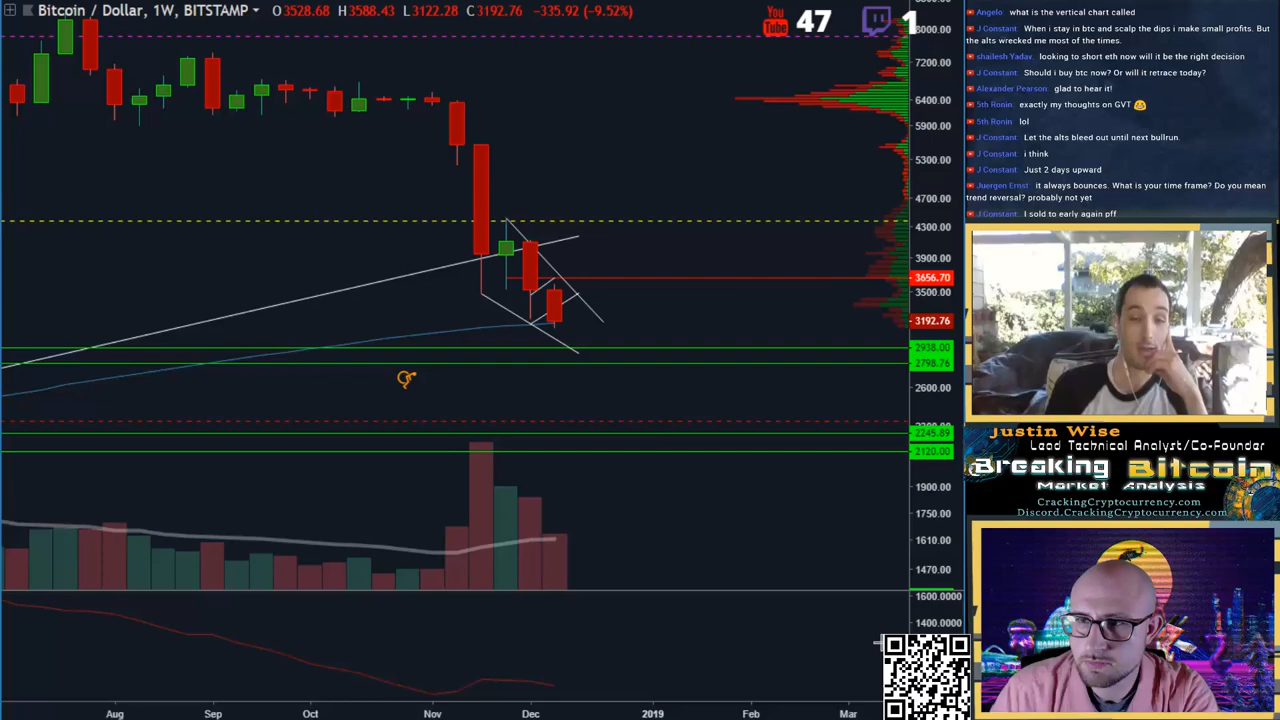 Bitcoin / Dollar, 1W, BITSTAMP O3528.68 H3588.43 L3122.28 C3192.76 -335.92 (-9.52%)
You Tube 47 1
8000.00
7200.00
6400.00
5900.00
5300.00
4700.00
4300.00
3900.00
3656.70
3500.00
3192.76
2938.00
2798.76
2600.00
2245.89
2120.00
1900.00
1750.00
1610.00
1470.00
1600.0000
1400.0000
Aug Sep Oct Nov Dec 2019 Feb Mar
Angelo: what is the vertical chart called
J Constant: When i stay in btc and scalp the dips i make small profits. But
the alts wrecked me most of the times.
shailesh Yadav: looking to short eth now will it be the right decision
J Constant: Should i buy btc now? Or will it retrace today?
Alexander Pearson: glad to hear it!
5th Ronin: exactly my thoughts on GVT
5th Ronin: lol
J Constant: Let the alts bleed out until next bullrun.
J Constant: i think
J Constant: Just 2 days upward
Juergen Ernst: it always bounces. What is your time frame? Do you mean
trend reversal? probably not yet
J Constant: I sold to early again pff
Justin Wise
Lead Technical Analyst/Co-Founder
Breaking Bitcoin
Market Analysis
CrackingCryptocurrency.com
Discord.CrackingCryptocurrency.com